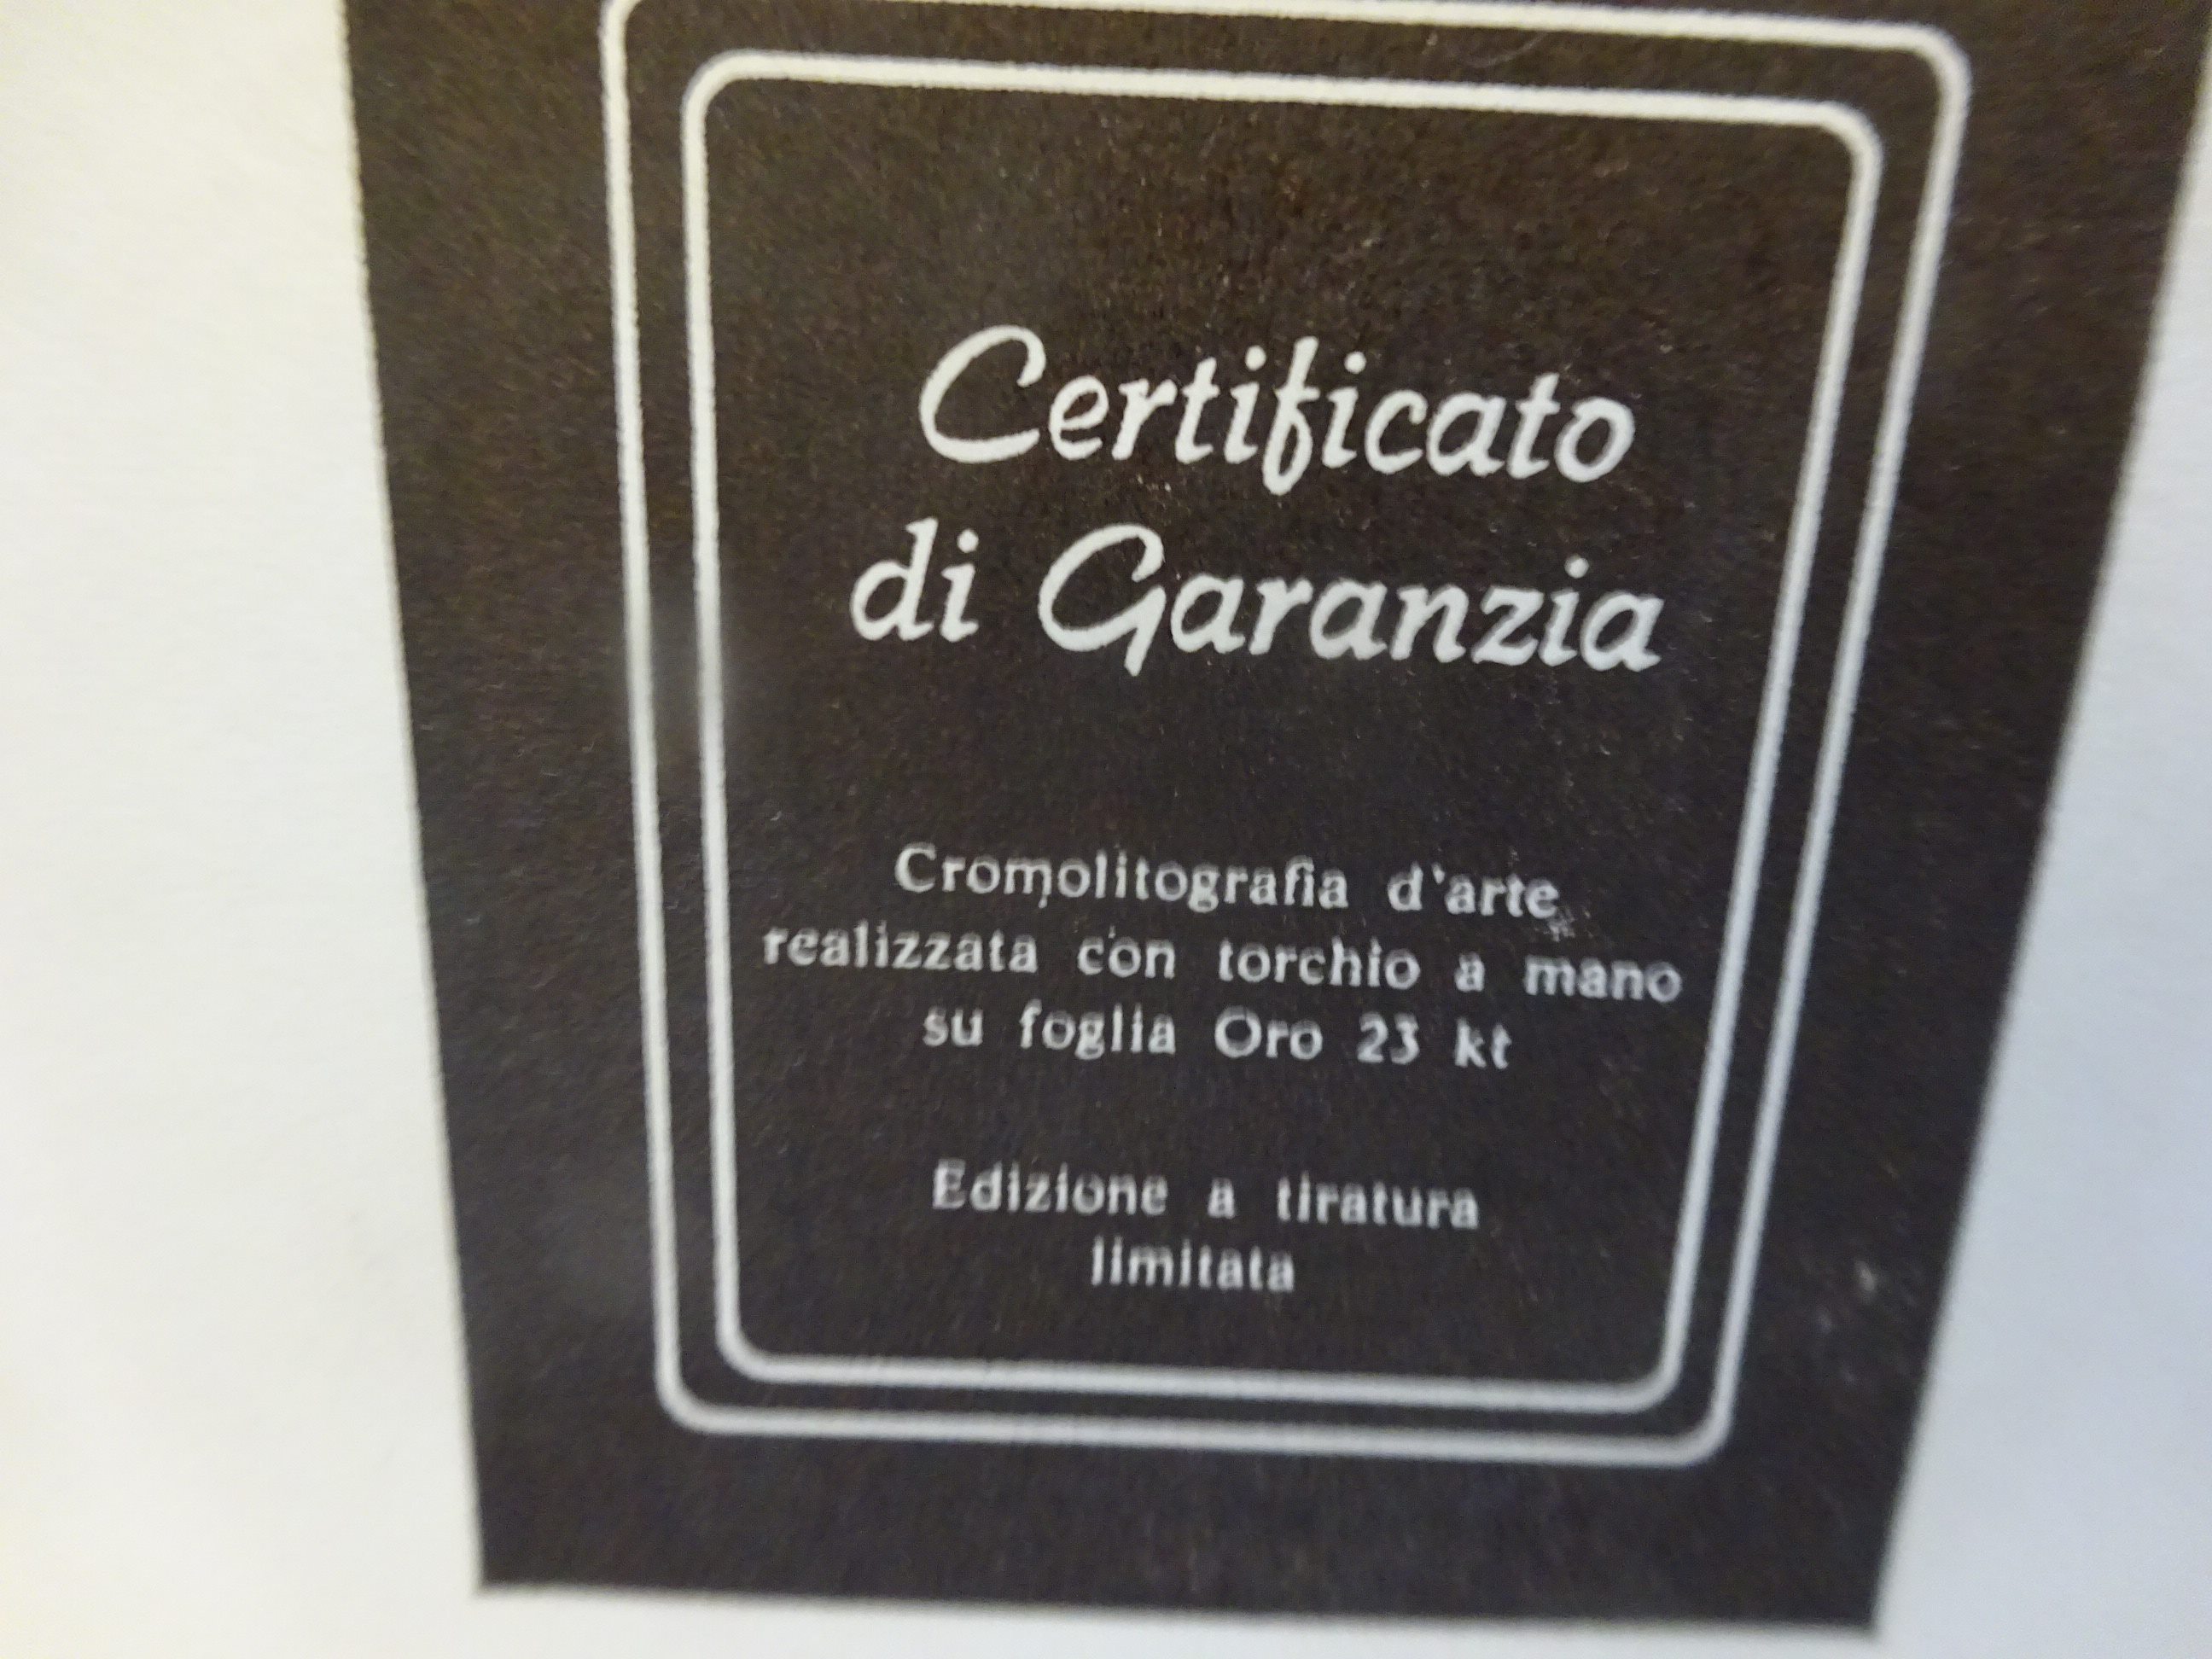 Certificato
di Garanzia
Cromolitografia d'arte
realizzata con torchio a mano
su foglia Oro 23 kt
Edizione a tiratura
limitata